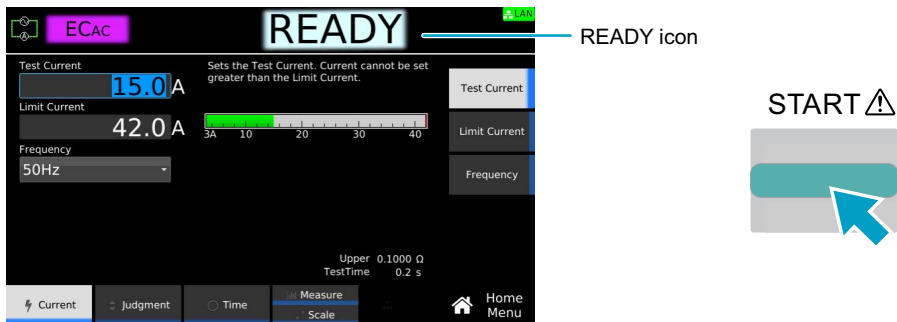 ECAC
READY
LAN
READY icon
Test Current
15.0 A
Sets the Test Current. Current cannot be set
greater than the Limit Current.
Limit Current
42.0 A
3A 10 20 30 40
Frequency
50Hz
Test Current
Limit Current
Frequency
START
Upper 0.1000 Ω
TestTime 0.2 s
Current
Judgment
Time
Measure
Scale
Home
Menu